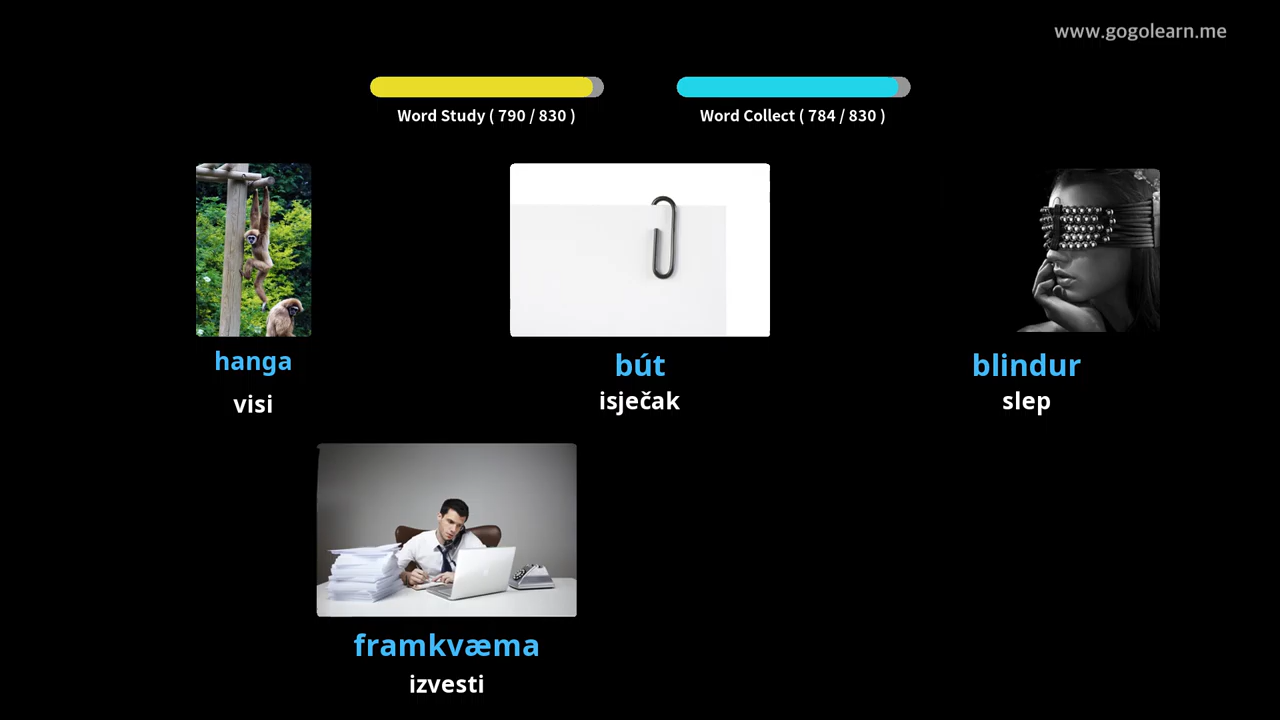 www.gogolearn.me
Word Study ( 790 / 830 )
Word Collect ( 784 / 830 )
hanga
visi
bút
isječak
blindur
slep
framkvæma
izvesti